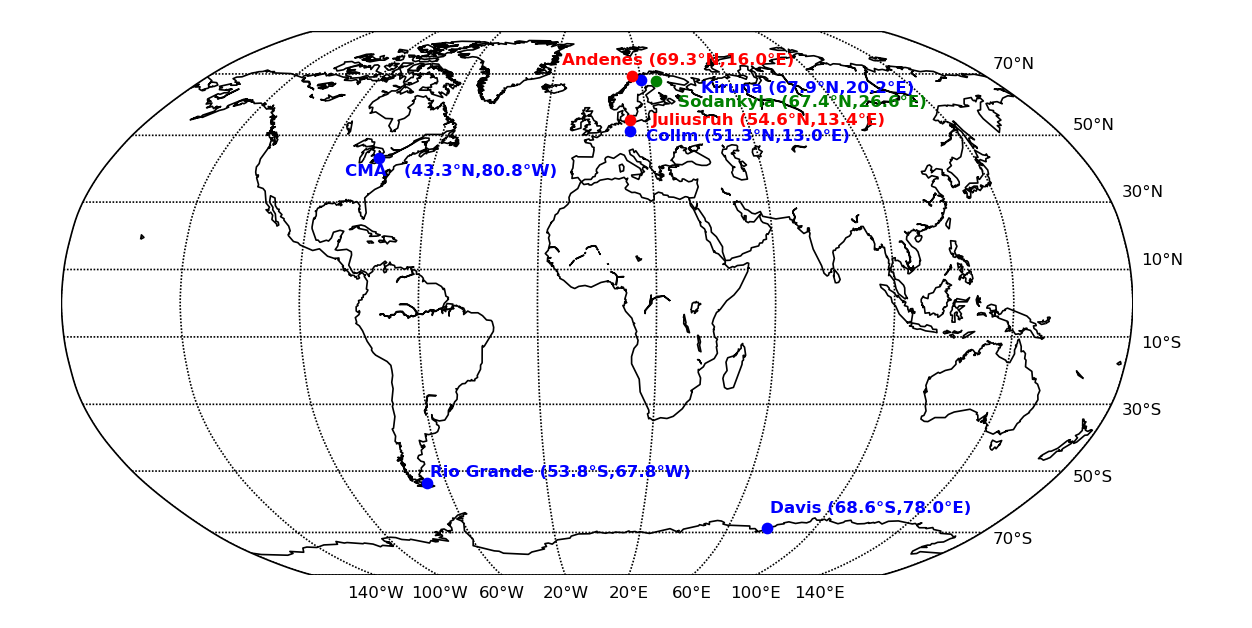 Andenes (69.3°N,16.0°E)
70°N
Kiruna (67.9°N,20.2°E)
Sodankyla (67.4°N,26.6°E)
Juliusruh (54.6°N,13.4°E)
50°N
Collm (51.3°N,13.0°E)
CMA (43.3°N,80.8°W)
30°N
10°N
10°S
30°S
Rio Grande (53.8°S,67.8°W)
50°S
Davis (68.6°S,78.0°E)
70°S
140°W 100°W 60°W 20°W 20°E 60°E 100°E 140°E